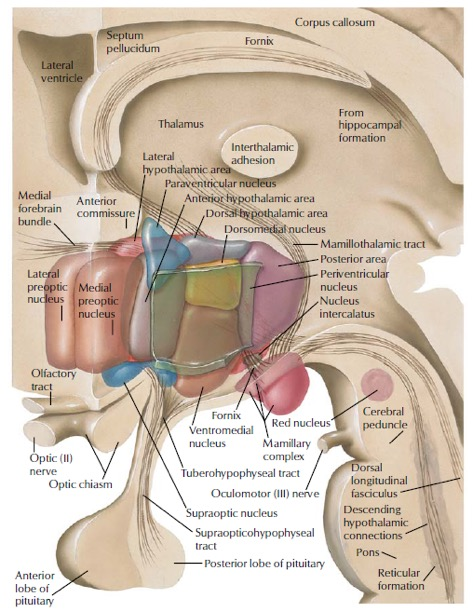 Corpus callosum
Septum
pellucidum
Fornix
Lateral
ventricle
From
hippocampal
formation
Thalamus
Interthalamic
adhesion
Lateral
hypothalamic area
Paraventricular nucleus
Anterior hypothalamic area
Dorsal hypothalamic area
Dorsomedial nucleus
Medial
forebrain
bundle
Anterior
commissure
Mamillothalamic tract
Posterior area
Periventricular
nucleus
Nucleus
intercalatus
Lateral
preoptic
nucleus
Medial
preoptic
nucleus
Olfactory
tract
Fornix
Ventromedial
nucleus
Red nucleus
Mamillary
complex
Cerebral
peduncle
Optic (II)
nerve
Optic chiasm
Tuberohypophyseal tract
Oculomotor (III) nerve
Dorsal
longitudinal
fasciculus
Supraoptic nucleus
Descending
hypothalamic
connections
Supraopticohypophyseal
tract
Pons
Posterior lobe of pituitary
Reticular
formation
Anterior
lobe of
pituitary